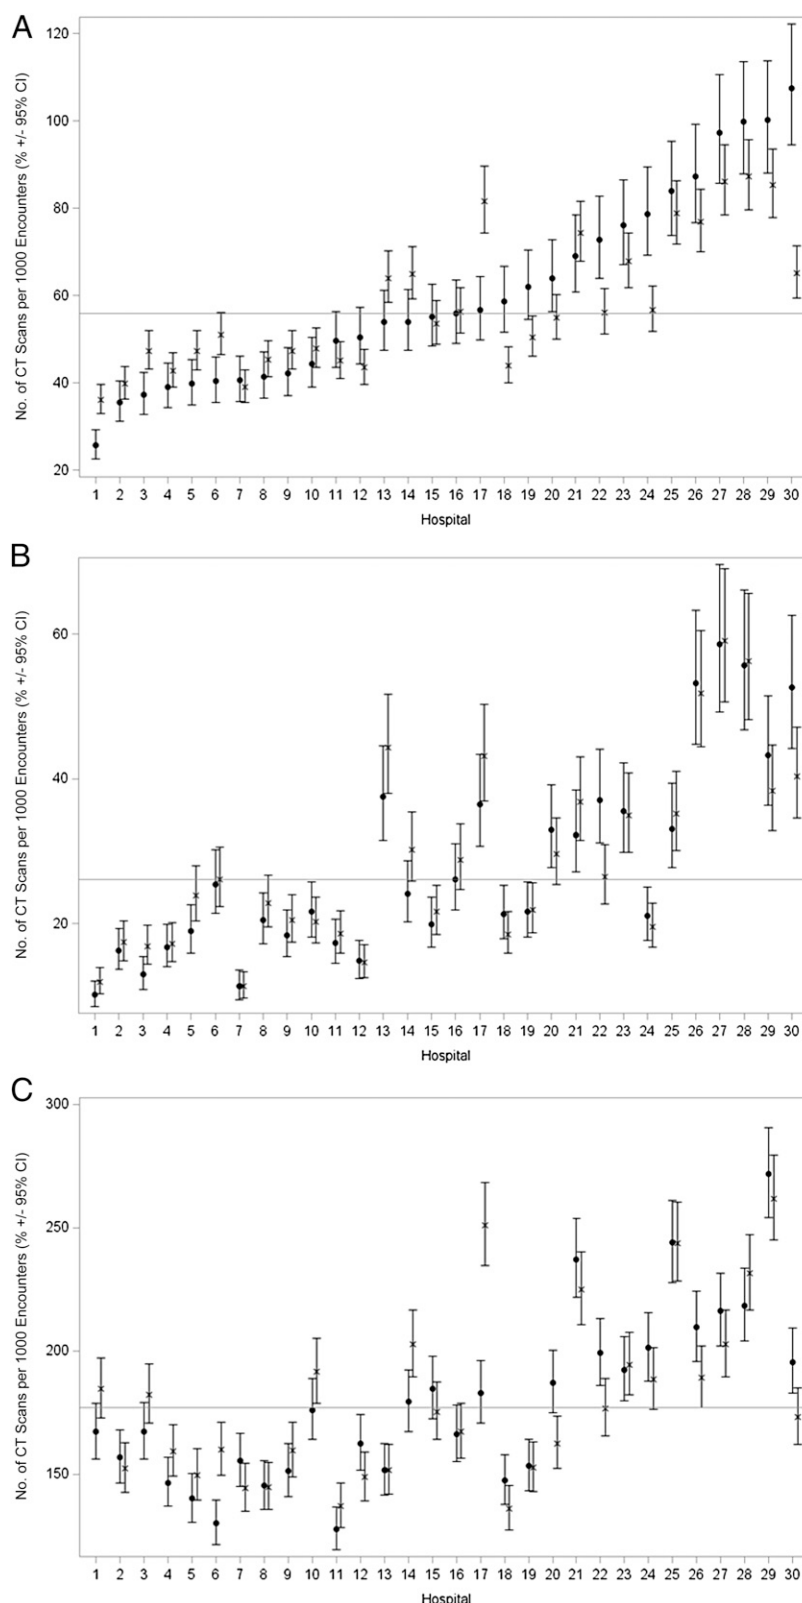 A
No. of CT Scans per 1000 Encounters (% +/- 95% CI)
120
100
80
60
40
20
1 2 3 4 5 6 7 8 9 10 11 12 13 14 15 16 17 18 19 20 21 22 23 24 25 26 27 28 29 30
Hospital
B
No. of CT Scans per 1000 Encounters (% +/- 95% CI)
60
40
20
1 2 3 4 5 6 7 8 9 10 11 12 13 14 15 16 17 18 19 20 21 22 23 24 25 26 27 28 29 30
Hospital
C
No. of CT Scans per 1000 Encounters (% +/- 95% CI)
300
250
200
150
1 2 3 4 5 6 7 8 9 10 11 12 13 14 15 16 17 18 19 20 21 22 23 24 25 26 27 28 29 30
Hospital